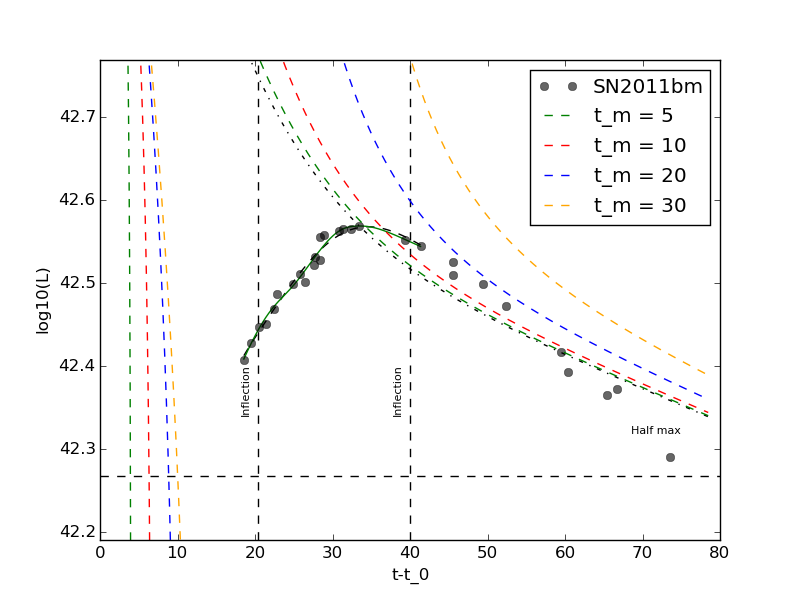 42.7
42.6
42.5
42.4
42.3
42.2
log10(L)
0
10
20
30
40
50
60
70
80
t-t_0
SN2011bm
t_m = 5
t_m = 10
t_m = 20
t_m = 30
Inflection
Inflection
Half max